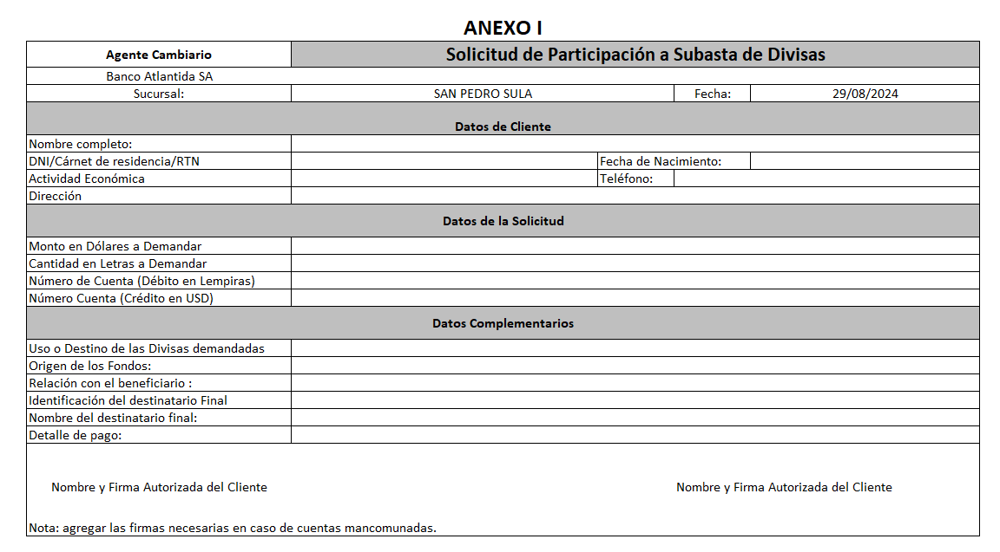 ANEXO I
Agente Cambiario Solicitud de Participación a Subasta de Divisas
Banco Atlantida SA
Sucursal: SAN PEDRO SULA Fecha: 29/08/2024
Datos de Cliente
Nombre completo:
DNI/Cárnet de residencia/RTN Fecha de Nacimiento:
Actividad Económica Teléfono:
Dirección
Datos de la Solicitud
Monto en Dólares a Demandar
Cantidad en Letras a Demandar
Número de Cuenta (Débito en Lempiras)
Número Cuenta (Crédito en USD)
Datos Complementarios
Uso o Destino de las Divisas demandadas
Origen de los Fondos:
Relación con el beneficiario :
Identificación del destinatario Final
Nombre del destinatario final:
Detalle de pago:
Nombre y Firma Autorizada del Cliente Nombre y Firma Autorizada del Cliente
Nota: agregar las firmas necesarias en caso de cuentas mancomunadas.